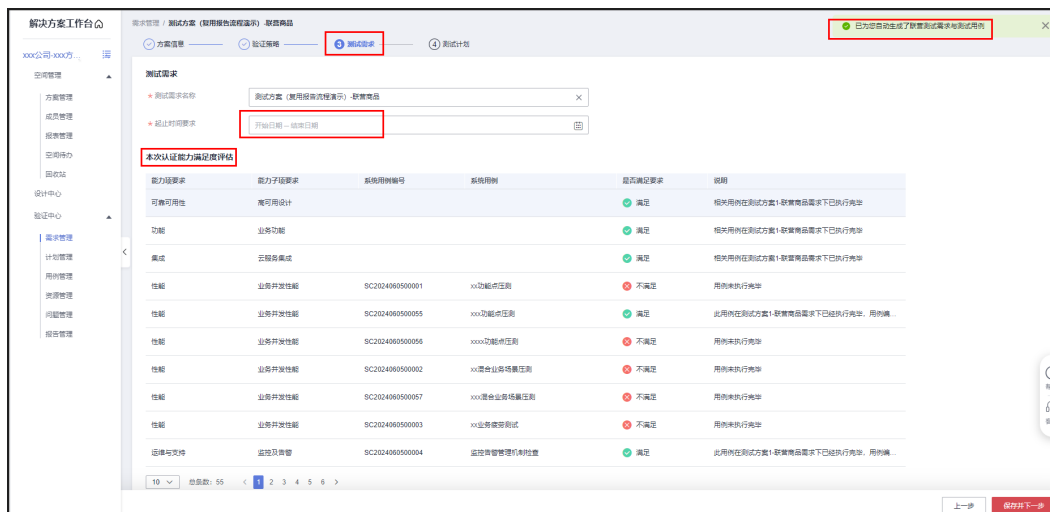 解决方案工作台
需求管理 / 测试方案（复用报告流程演示）-联营商品
已为您自动生成了联营测试需求与测试用例
xxx公司-xxx方...
方案信息
验证策略
3 测试需求
4 测试计划
空间管理
方案管理
成员管理
报表管理
空间待办
回收站
设计中心
验证中心
需求管理
计划管理
用例管理
资源管理
问题管理
报告管理
测试需求
* 测试需求名称 测试方案（复用报告流程演示）-联营商品
* 起止时间要求 开始日期 – 结束日期
本次认证能力满足度评估
能力项要求 能力子项要求 系统用例编号 系统用例 是否满足要求 说明
可靠可用性 高可用设计 满足 相关用例在测试方案1-联营商品需求下已执行完毕
功能 业务功能 满足 相关用例在测试方案1-联营商品需求下已执行完毕
集成 云服务集成 满足 相关用例在测试方案1-联营商品需求下已执行完毕
性能 业务并发性能 SC2024060500001 xx功能点压测 不满足 用例未执行完毕
性能 业务并发性能 SC2024060500055 xxx功能点压测 满足 此用例在测试方案1-联营商品需求下已经执行完毕，用例编...
性能 业务并发性能 SC2024060500056 xxxx功能点压测 不满足 用例未执行完毕
性能 业务并发性能 SC2024060500002 xx混合业务场景压测 不满足 用例未执行完毕
性能 业务并发性能 SC2024060500057 xxx混合业务场景压测 不满足 用例未执行完毕
性能 业务并发性能 SC2024060500003 xx业务疲劳测试 不满足 用例未执行完毕
运维与支持 监控及告警 SC2024060500004 监控告警管理机制检查 满足 此用例在测试方案1-联营商品需求下已经执行完毕，用例编...
10 总条数: 55 < 1 2 3 4 5 6 >
上一步 保存并下一步